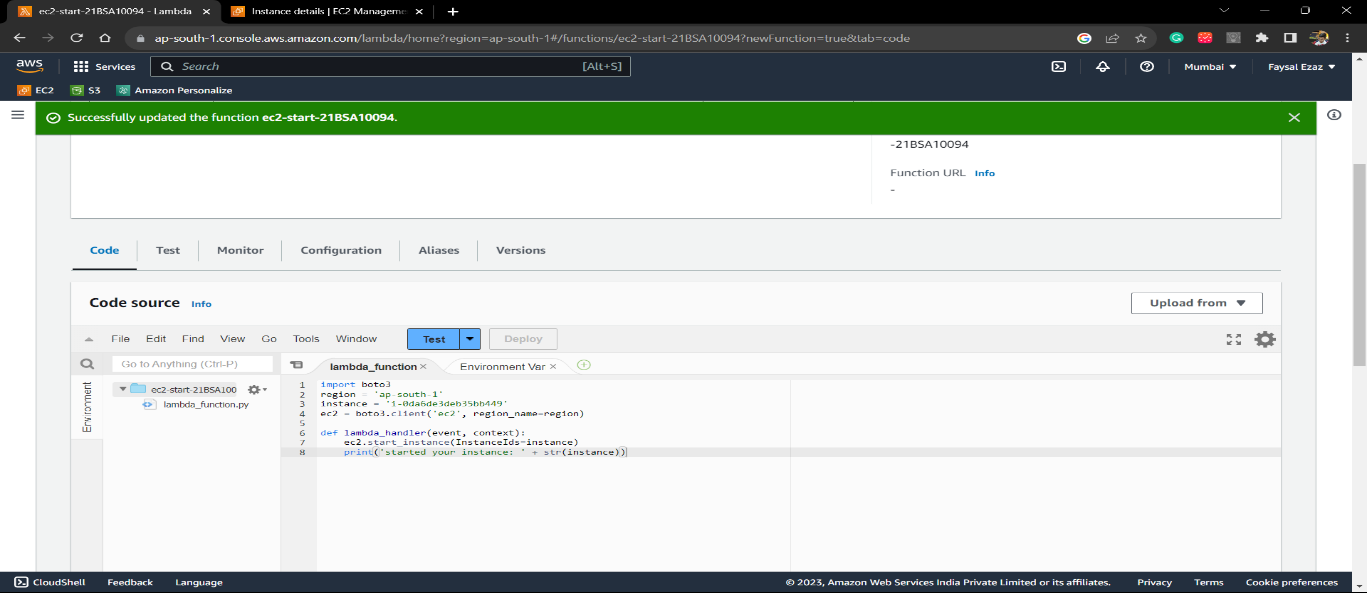 ec2-start-21BSA10094 - Lambda
Instance details | EC2 Manageme
ap-south-1.console.aws.amazon.com/lambda/home?region=ap-south-1#/functions/ec2-start-21BSA10094?newFunction=true&tab=code
aws Services Search [Alt+S] Mumbai Faysal Ezaz
EC2 S3 Amazon Personalize
Successfully updated the function ec2-start-21BSA10094.
-21BSA10094
Function URL Info
-
Code Test Monitor Configuration Aliases Versions
Code source Info Upload from
File Edit Find View Go Tools Window Test Deploy
Go to Anything (Ctrl-P) lambda_function Environment Var
Environment
ec2-start-21BSA100
lambda_function.py
1 import boto3
2 region = 'ap-south-1'
3 instance = 'i-0da6de3deb35bb449'
4 ec2 = boto3.client('ec2', region_name=region)
5
6 def lambda_handler(event, context):
7 ec2.start_instance(InstanceIds=instance)
8 print('started your instance: ' + str(instance))
CloudShell Feedback Language © 2023, Amazon Web Services India Private Limited or its affiliates. Privacy Terms Cookie preferences